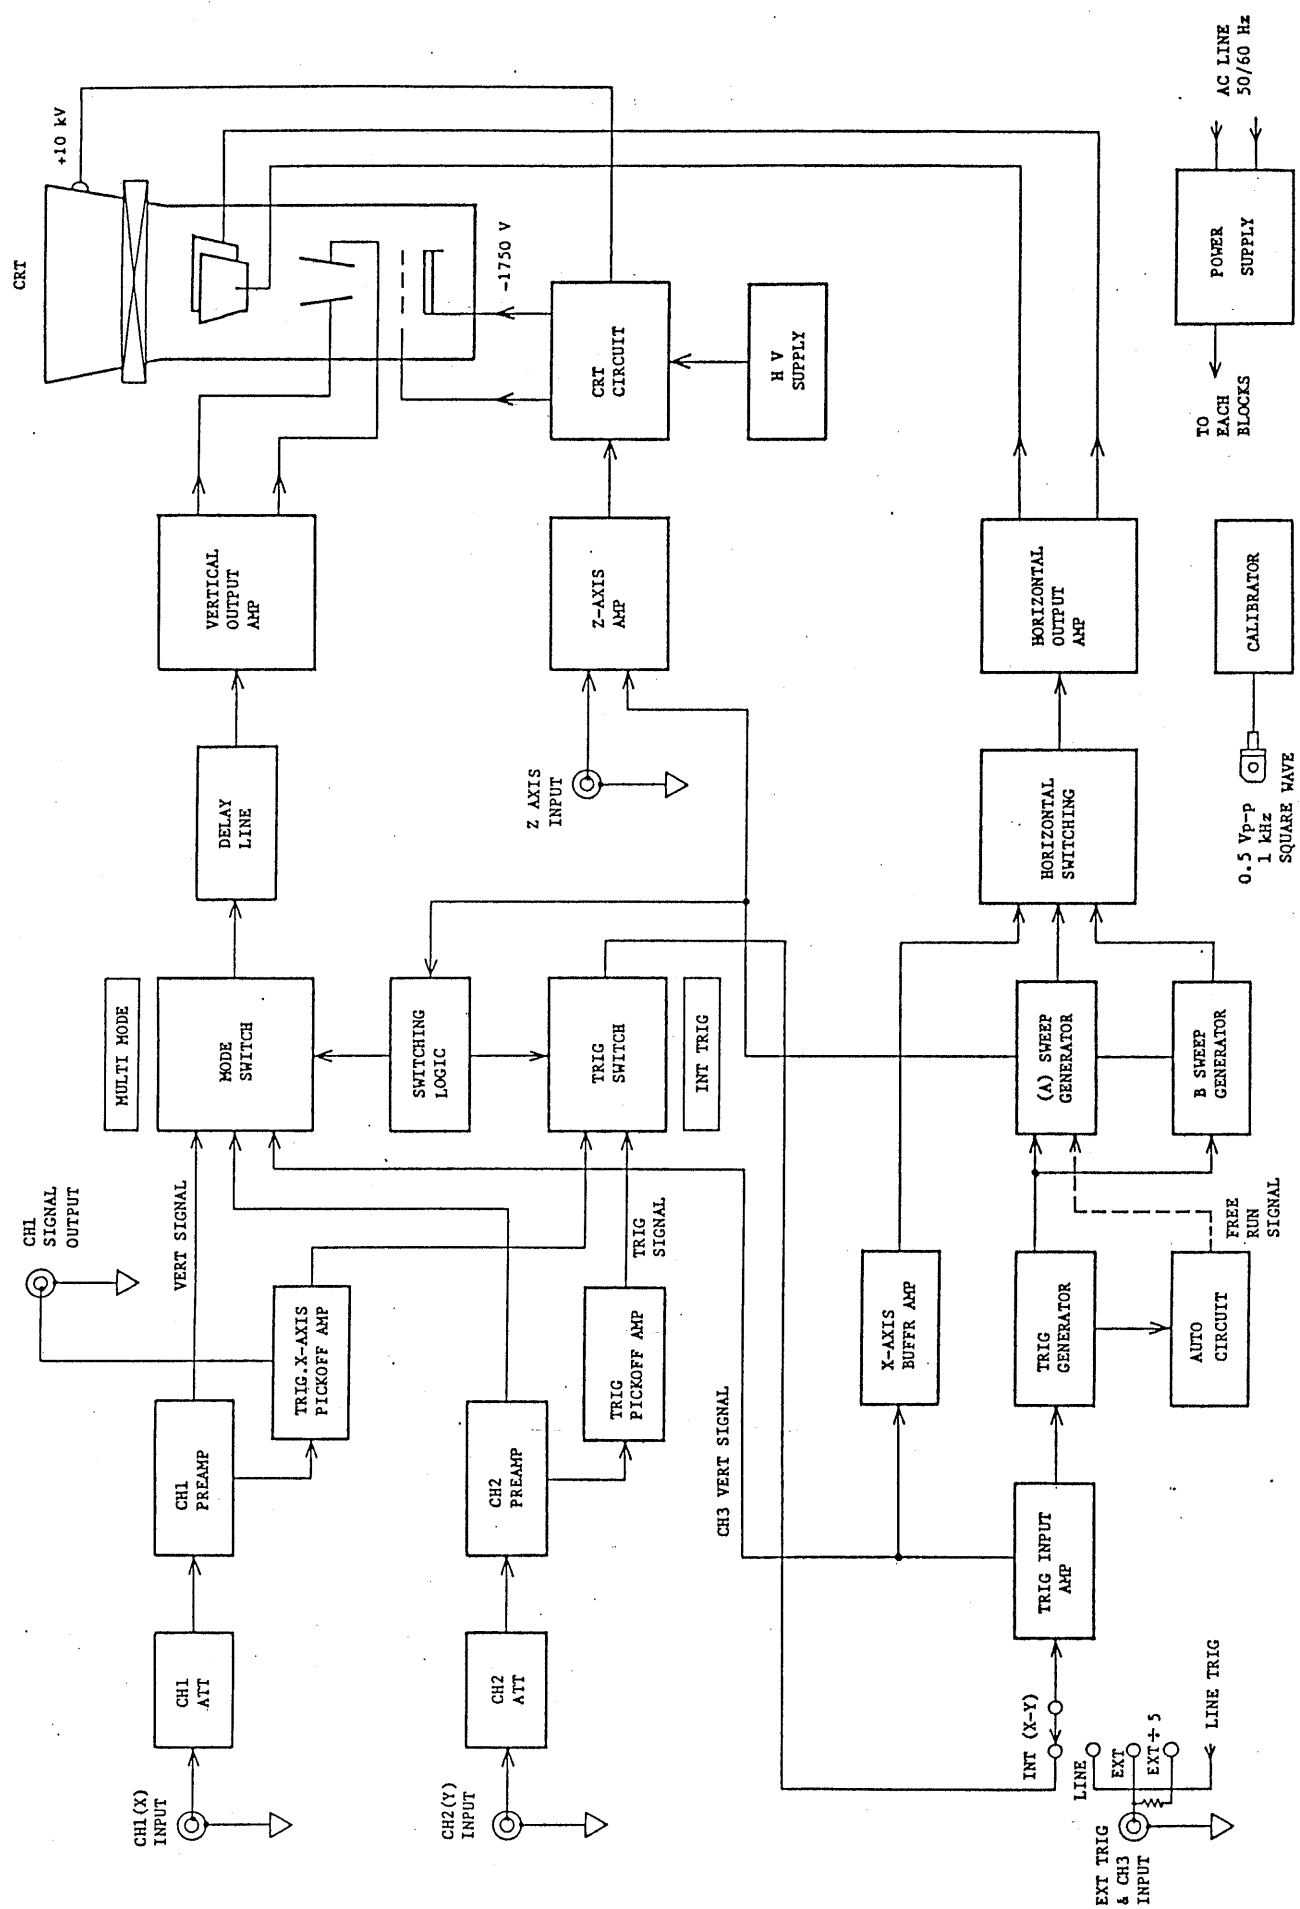 CH1(X)
INPUT
CH1
ATT
CH1
PREAMP
CH1
SIGNAL
OUTPUT
VERT SIGNAL
TRIG.X-AXIS
PICKOFF AMP
MULTI MODE
MODE
SWITCH
DELAY
LINE
VERTICAL
OUTPUT
AMP
CRT
+10 kV
CH2(Y)
INPUT
CH2
ATT
CH2
PREAMP
TRIG
PICKOFF AMP
TRIG
SIGNAL
SWITCHING
LOGIC
TRIG
SWITCH
INT TRIG
Z AXIS
INPUT
Z-AXIS
AMP
CRT
CIRCUIT
-1750 V
H V
SUPPLY
CH3 VERT SIGNAL
X-AXIS
BUFFR AMP
INT (X-Y)
LINE
EXT
EXT÷5
LINE TRIG
EXT TRIG
& CH3
INPUT
TRIG INPUT
AMP
TRIG
GENERATOR
AUTO
CIRCUIT
FREE
RUN
SIGNAL
(A) SWEEP
GENERATOR
B SWEEP
GENERATOR
HORIZONTAL
SWITCHING
HORIZONTAL
OUTPUT
AMP
0.5 Vp-p
1 kHz
SQUARE WAVE
CALIBRATOR
TO
EACH
BLOCKS
POWER
SUPPLY
AC LINE
50/60 Hz